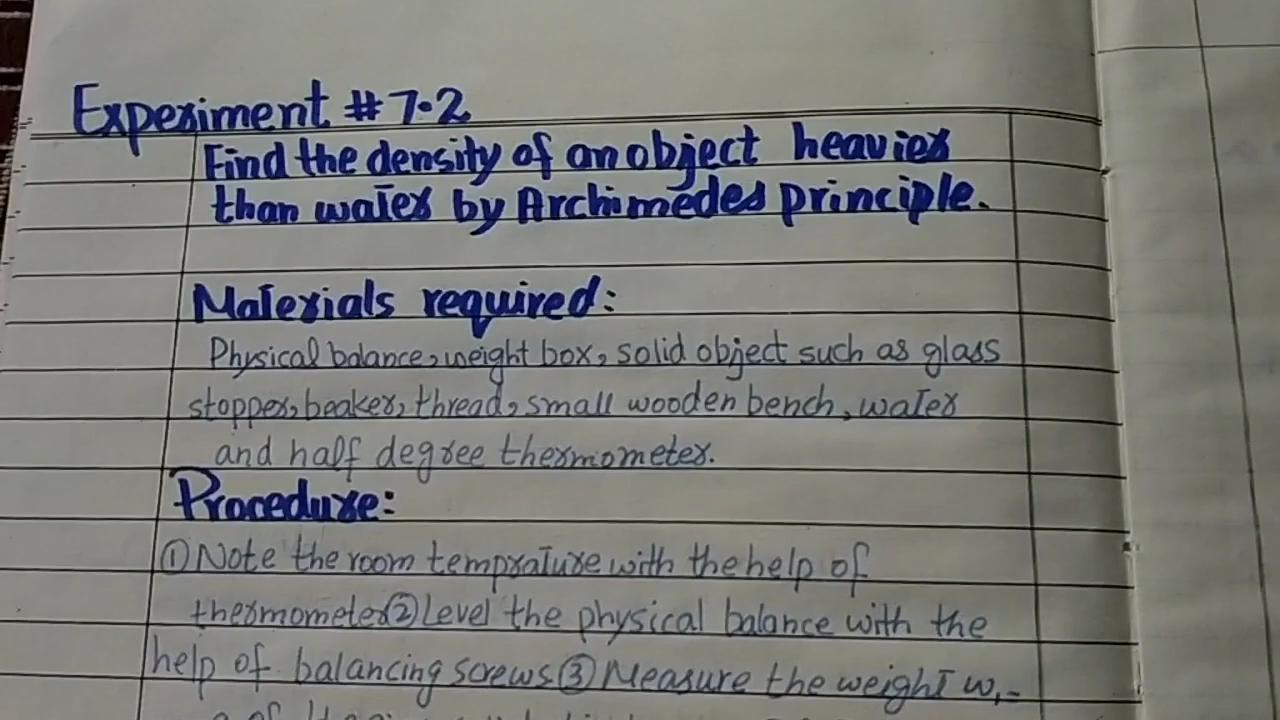 Experiment # 7.2
Find the density of an object heavier
than water by Archimedes principle.
Materials required:
Physical balance, weight box, solid object such as glass
stopper, beaker, thread, small wooden bench, water
and half degree thermometer.
Procedure:
① Note the room temprature with the help of
thermometer ② Level the physical balance with the
help of balancing screws ③ Measure the weight w₁-